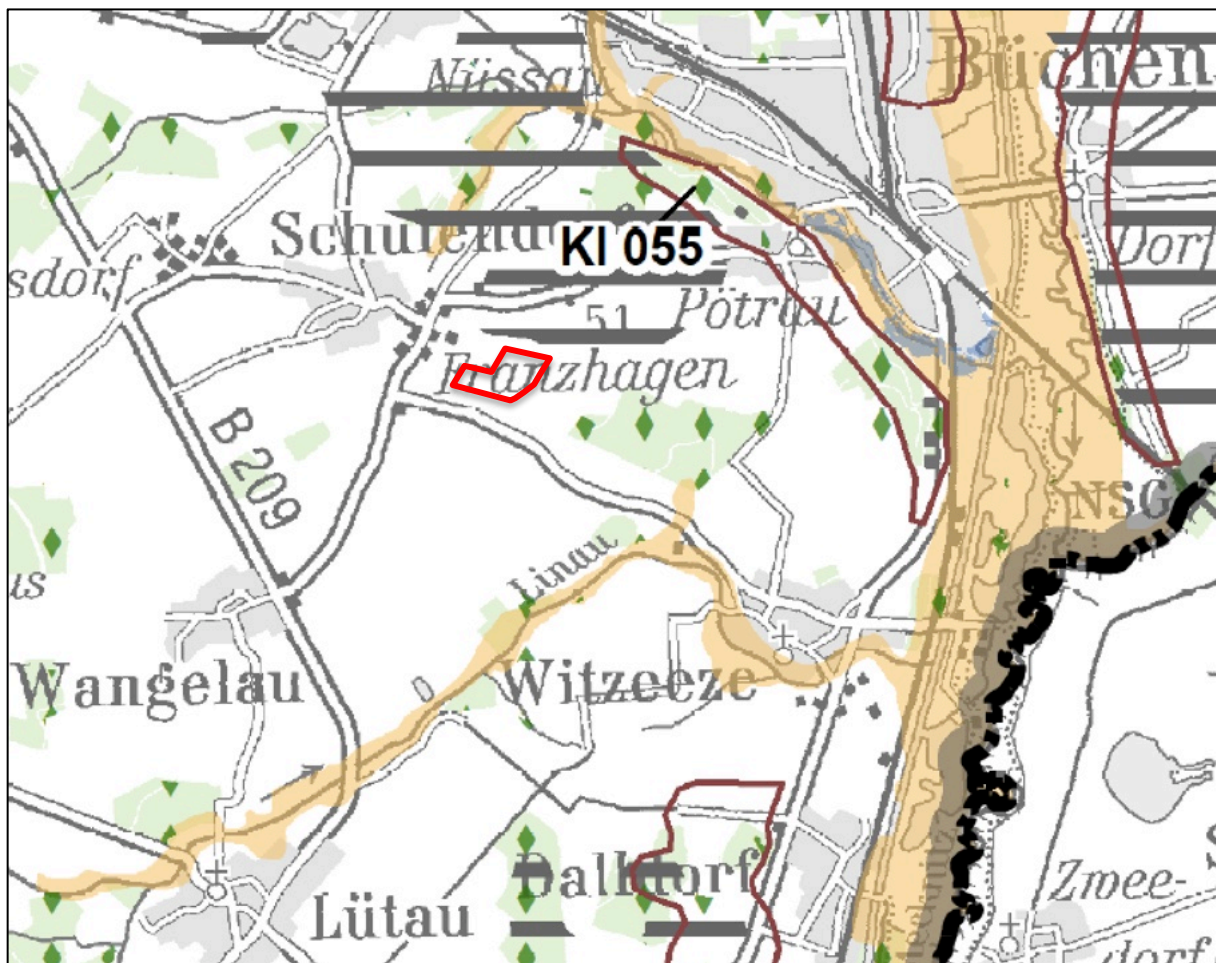 Büchen
Nüssau
Schulendorf
KI 055
Dorf
sdorf
51
Pötrau
Franzhagen
B 209
NSG
us
Linau
Wangelau
Witzeeze
Dalldorf
Zwee-
Lütau
dorf